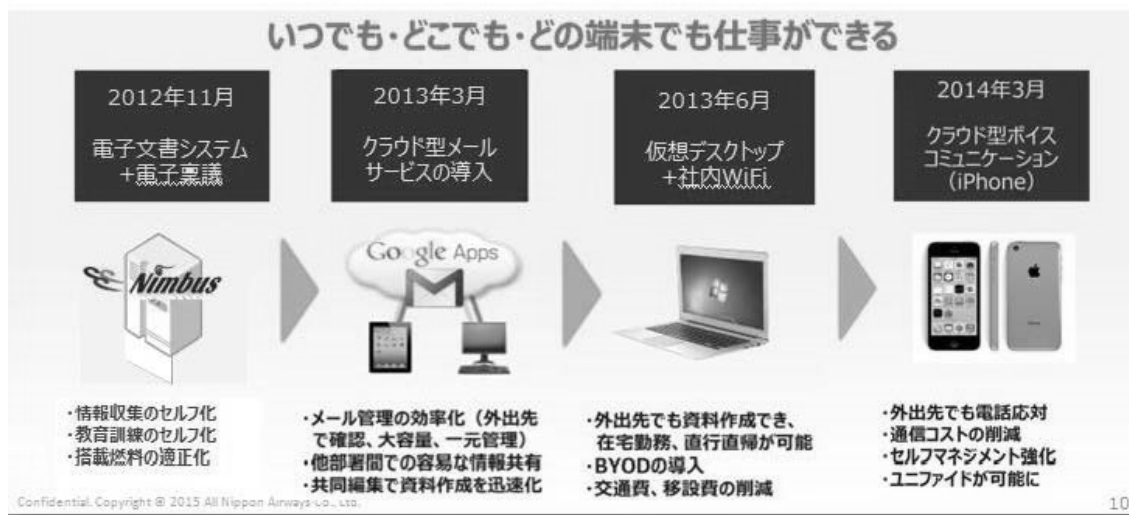 いつでも・どこでも・どの端末でも仕事ができる
2012年11月
電子文書システム
+電子稟議
2013年3月
クラウド型メール
サービスの導入
2013年6月
仮想デスクトップ
+社内WiFi
2014年3月
クラウド型ボイス
コミュニケーション
（iPhone）
Nimbus
Google Apps
・情報収集のセルフ化
・教育訓練のセルフ化
・搭載燃料の適正化
・メール管理の効率化（外出先
で確認、大容量、一元管理）
・他部署間での容易な情報共有
・共同編集で資料作成を迅速化
・外出先でも資料作成でき、
在宅勤務、直行直帰が可能
・BYODの導入
・交通費、移設費の削減
・外出先でも電話応対
・通信コストの削減
・セルフマネジメント強化
・ユニファイドが可能に
Confidential. Copyright © 2015 All Nippon Airways Co., Ltd.
10